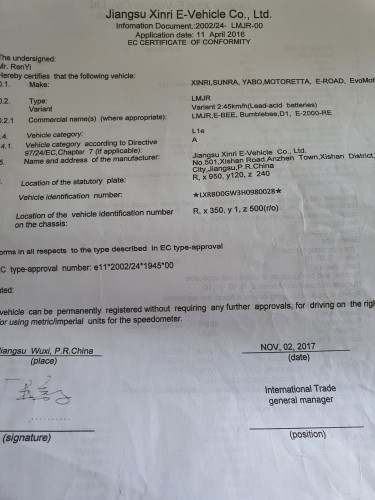 Jiangsu Xinri E-Vehicle Co., Ltd.
Infomation Document.:2002/24- LMJR-00
Application date: 11 April 2016
EC CERTIFICATE OF CONFORMITY
The undersigned:
Mr. RenYi
Hereby certifies that the following vehicle:
0.1. Make: XINRI,SUNRA, YABO,MOTORETTA, E-ROAD, EvoMot
0.2. Type: LMJR
Variant Variant 2:45km/h(Lead-acid batteries)
0.2.1 Commercial name(s) (where appropriate): LMJR,E-BEE, Bumblebee,D1, E-2000-RE
.4. Vehicle category: L1e
.4.1. Vehicle category according to Directive A
97/24/EC,Chapter 7 (if applicable):
5. Name and address of the manufacturer: Jiangsu Xinri E-Vehicle Co., Ltd.
No.501,Xishan Road,Anzhen Town,Xishan District,
City,Jiangsu,P.R.China
Location of the statutory plate: R, x 950, y120, z 240
Vehicle identification number: ★LXRBD0GW3H0980028★
Location of the vehicle identification number R, x 350, y 1, z 500(r/o)
on the chassis:
orms in all respects to the type described in EC type-approval
C type-approval number: e11*2002/24*1945*00
ated:
vehicle can be permanently registered without requiring any further approvals, for driving on the righ
for using metric/imperial units for the speedometer.
Jiangsu Wuxi, P.R.China NOV, 02, 2017
(place) (date)
International Trade
general manager
(signature) (position)